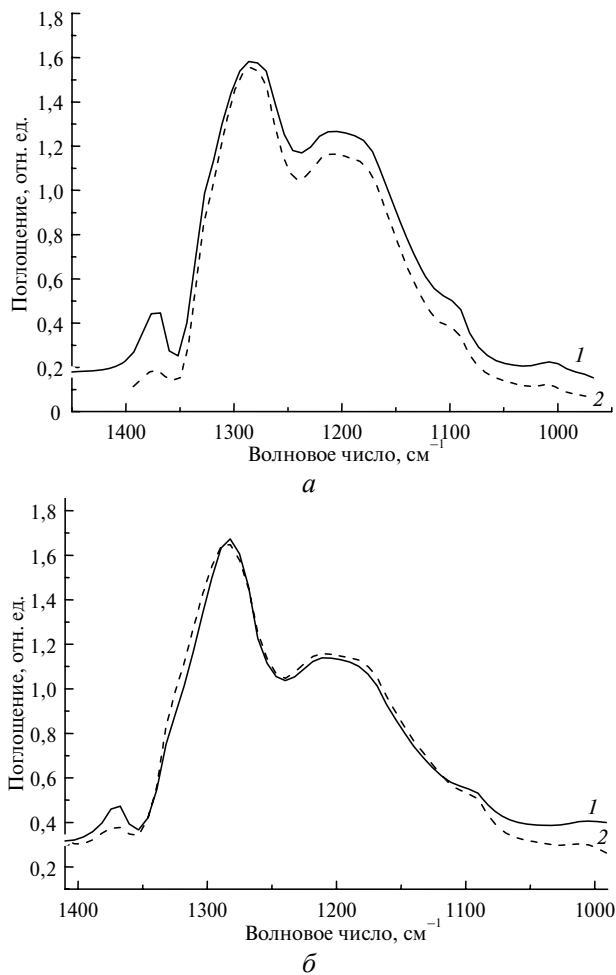 Поглощение, отн. ед.
1,8
1,6
1,4
1,2
1,0
0,8
0,6
0,4
0,2
0
1
2
1400 1300 1200 1100 1000
Волновое число, см⁻¹
а
Поглощение, отн. ед.
1,8
1,6
1,4
1,2
1,0
0,8
0,6
0,4
0,2
1
2
1400 1300 1200 1100 1000
Волновое число, см⁻¹
б